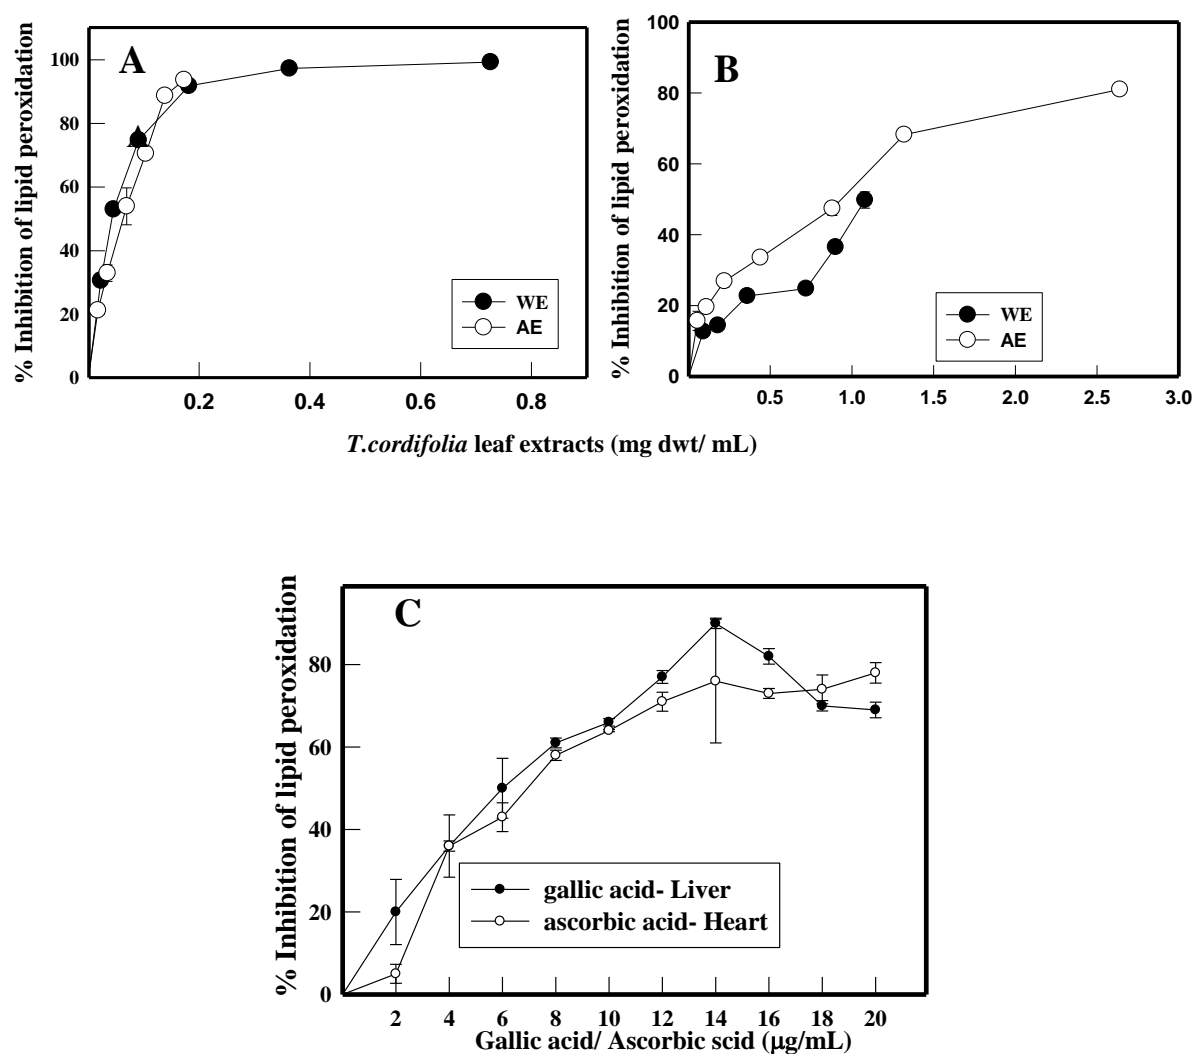 A
% Inhibition of lipid peroxidation
100
80
60
40
20
0
0.2
0.4
0.6
0.8
WE
AE
B
% Inhibition of lipid peroxidation
100
80
60
40
20
0
0.5
1.0
1.5
2.0
2.5
3.0
WE
AE
T.cordifolia leaf extracts (mg dwt/ mL)
C
% Inhibition of lipid peroxidation
80
60
40
20
0
gallic acid- Liver
ascorbic acid- Heart
2 4 6 8 10 12 14 16 18 20
Gallic acid/ Ascorbic scid (μg/mL)